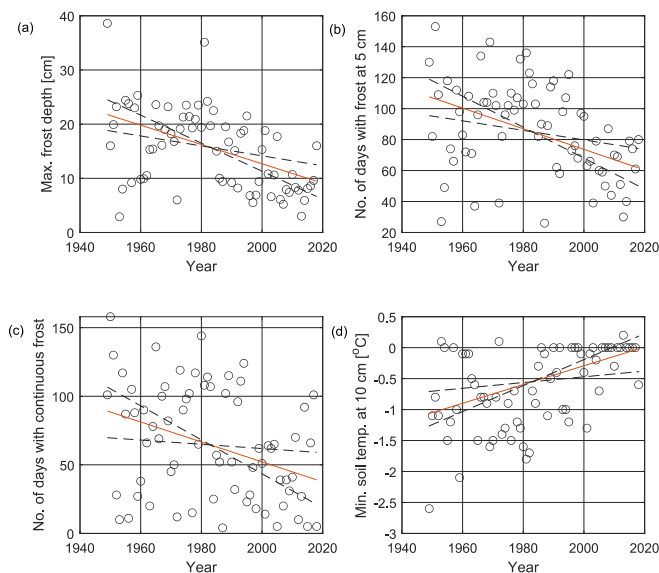 (a)
Max. frost depth [cm]
40
30
20
10
0
1940 1960 1980 2000 2020
Year
(b)
No. of days with frost at 5 cm
160
140
120
100
80
60
40
20
1940 1960 1980 2000 2020
Year
(c)
No. of days with continuous frost
150
100
50
0
1940 1960 1980 2000 2020
Year
(d)
Min. soil temp. at 10 cm [°C]
0,5
0
-0.5
-1
-1.5
-2
-2.5
-3
1940 1960 1980 2000 2020
Year